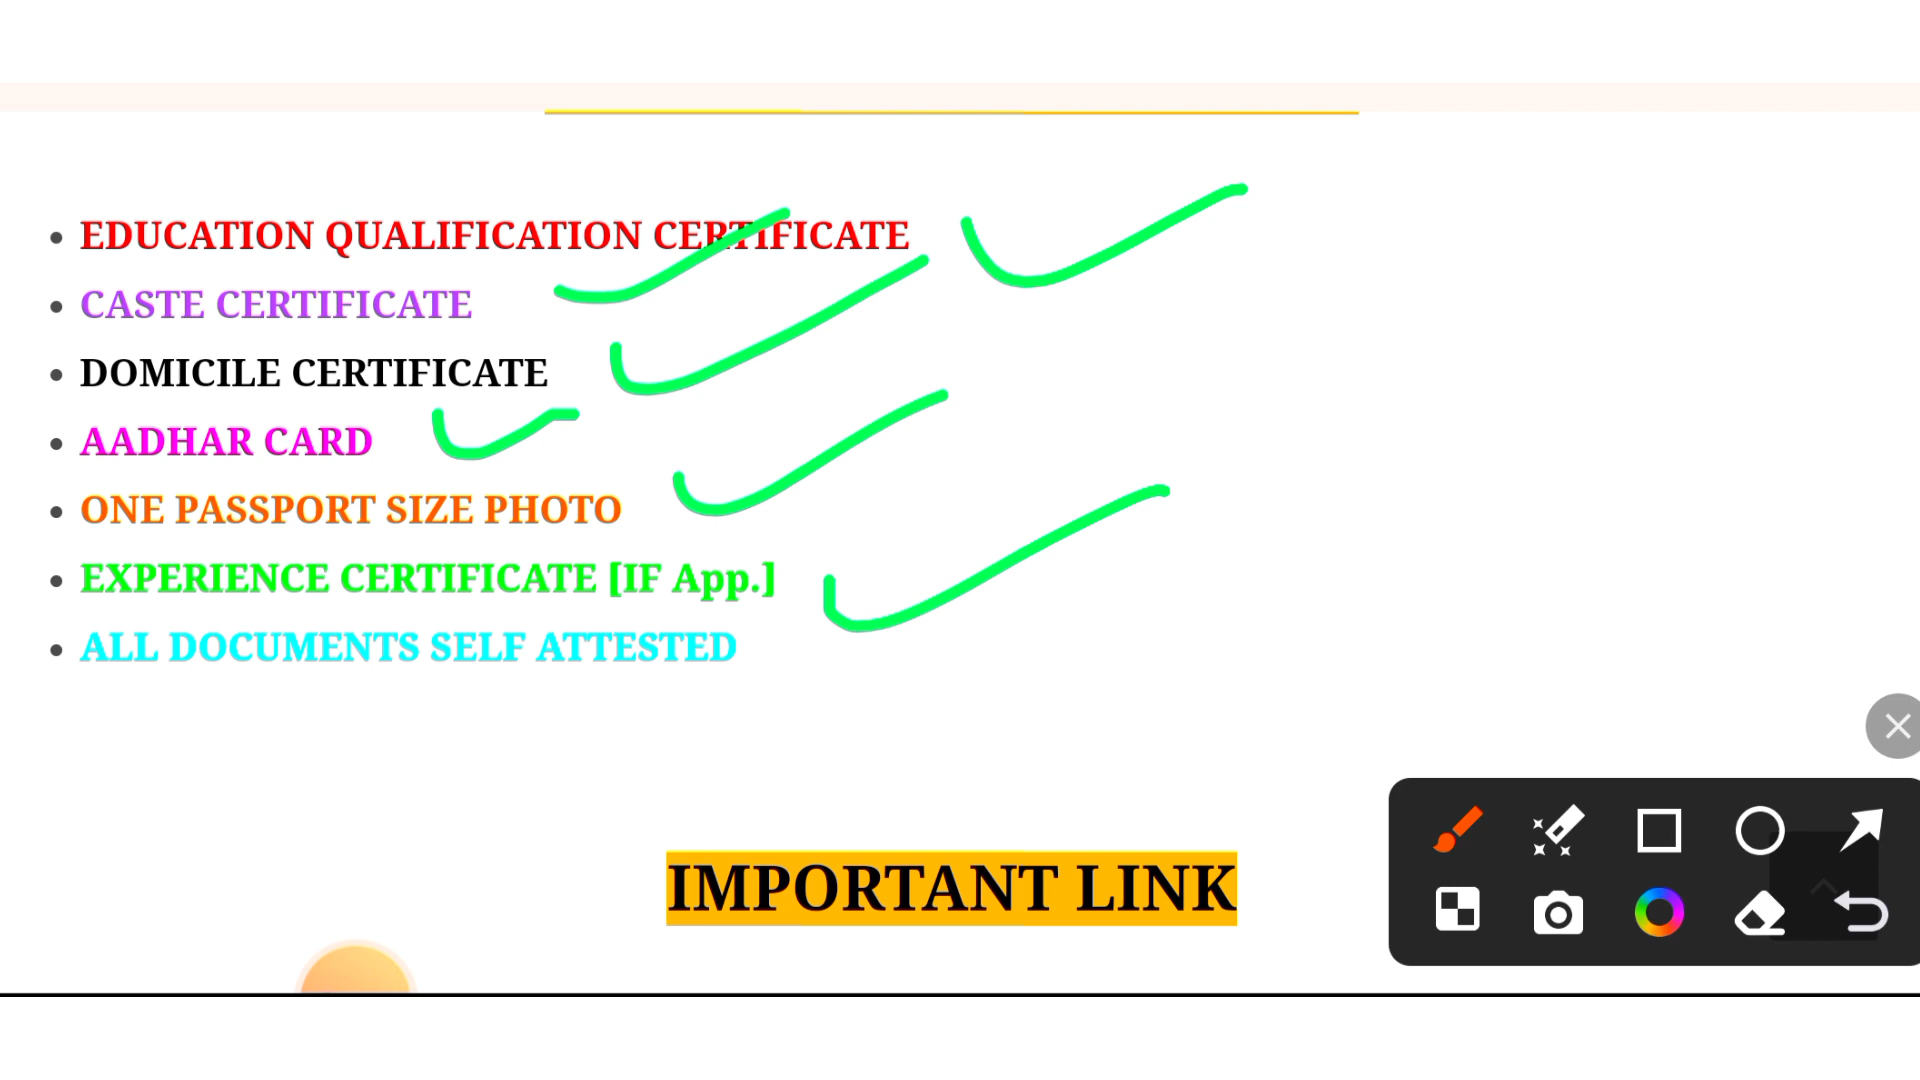 EDUCATION QUALIFICATION CERTIFICATE
CASTE CERTIFICATE
DOMICILE CERTIFICATE
AADHAR CARD
ONE PASSPORT SIZE PHOTO
EXPERIENCE CERTIFICATE [IF App.]
ALL DOCUMENTS SELF ATTESTED
IMPORTANT LINK